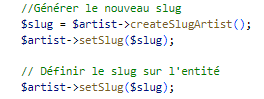 //Générer le nouveau slug
$slug = $artist->createSlugArtist();
$artist->setSlug($slug);
// Définir le slug sur l'entité
$artist->setSlug($slug);